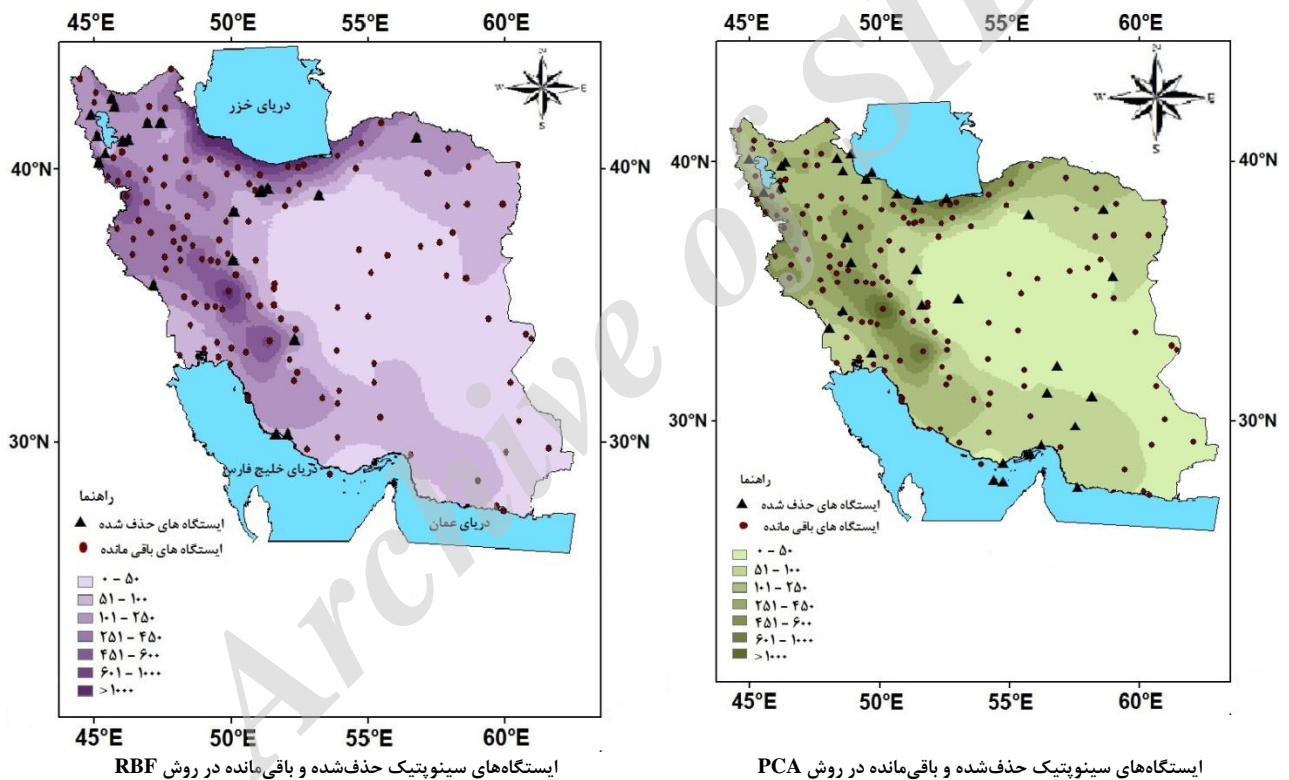 45°E 50°E 55°E 60°E
N
W E
S
دریای خزر
40°N 40°N
30°N 30°N
دریای خلیج فارس
دریای عمان
راهنما
ایستگاه های حذف شده
ایستگاه های باقی مانده
۰ - ۵۰
۵۱ - ۱۰۰
۱۰۱ - ۲۵۰
۲۵۱ - ۴۵۰
۴۵۱ - ۶۰۰
۶۰۱ - ۱۰۰۰
>۱۰۰۰
45°E 50°E 55°E 60°E
ایستگاه‌های سینوپتیک حذف‌شده و باقی‌مانده در روش RBF
45°E 50°E 55°E 60°E
N
W E
S
40°N 40°N
30°N 30°N
راهنما
ایستگاه های حذف شده
ایستگاه های باقی مانده
۰ - ۵۰
۵۱ - ۱۰۰
۱۰۱ - ۲۵۰
۲۵۱ - ۴۵۰
۴۵۱ - ۶۰۰
۶۰۱ - ۱۰۰۰
>۱۰۰۰
45°E 50°E 55°E 60°E
ایستگاه‌های سینوپتیک حذف‌شده و باقی‌مانده در روش PCA
Archive of SI